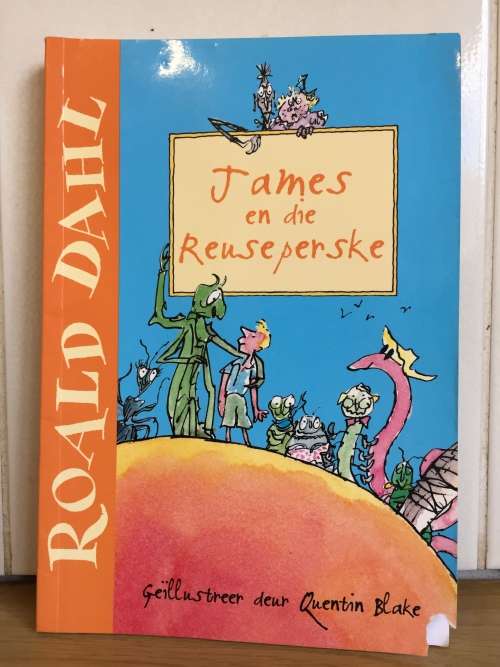 ROALD DAHL
James
en die
Reuseperske
Geïllustreer deur Quentin Blake